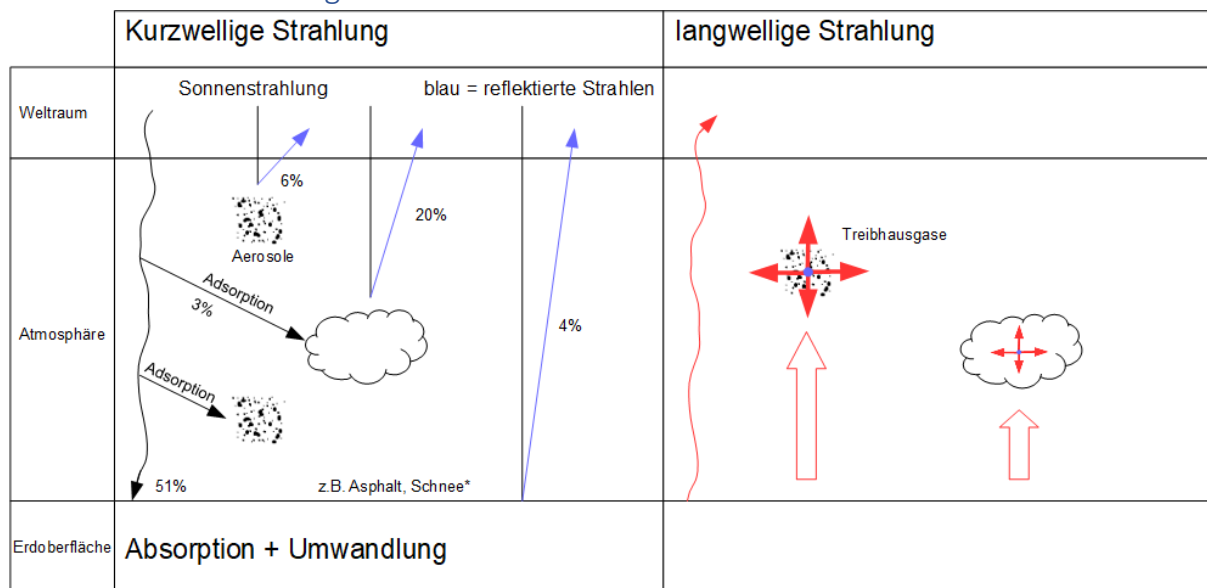 Kurzwellige Strahlung
langwellige Strahlung
Weltraum
Sonnenstrahlung
blau = reflektierte Strahlen
6%
20%
Aerosole
Treibhausgase
Adsorption
3%
Atmosphäre
4%
Adsorption
51%
z.B. Asphalt, Schnee*
Erdoberfläche
Absorption + Umwandlung